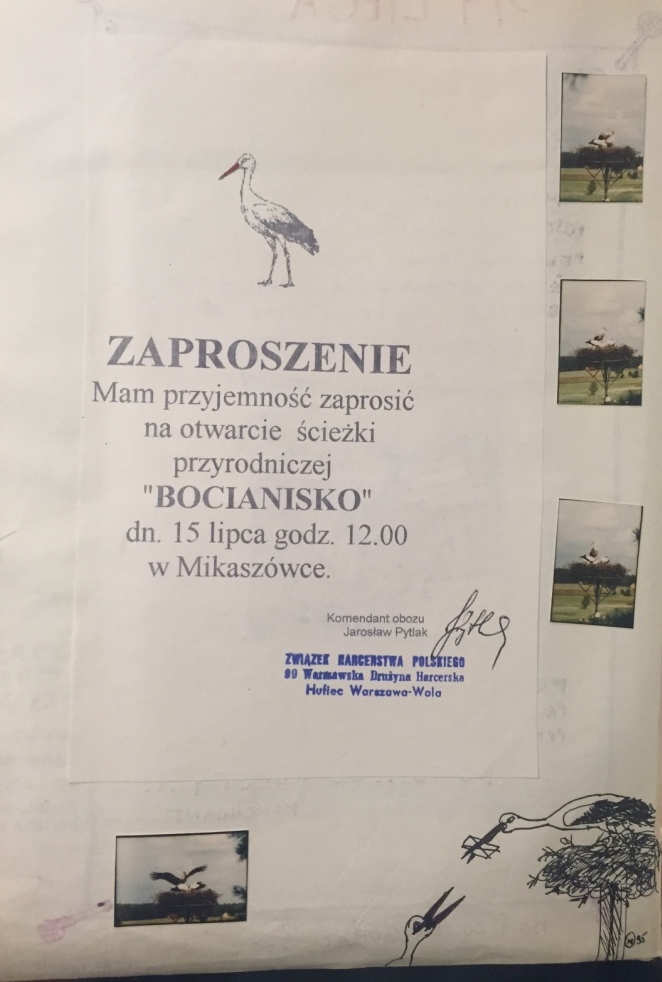 ZAPROSZENIE
Mam przyjemność zaprosić
na otwarcie ścieżki
przyrodniczej
"BOCIANISKO"
dn. 15 lipca godz. 12.00
w Mikaszówce.
Komendant obozu
Jarosław Pytlak
ZWIĄZEK HARCERSTWA POLSKIEGO
99 Warszawska Drużyna Harcerska
Hufiec Warszawa-Wola